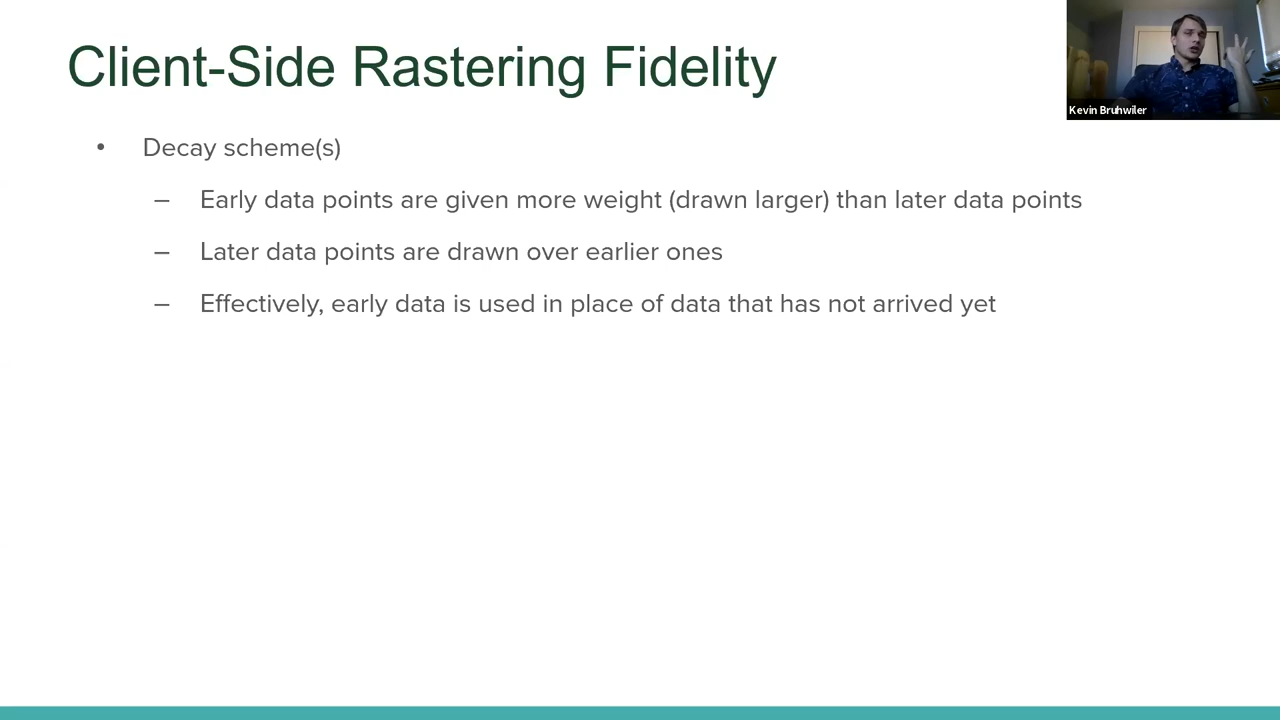 Client-Side Rastering Fidelity
Kevin Bruhwiler
• Decay scheme(s)
– Early data points are given more weight (drawn larger) than later data points
– Later data points are drawn over earlier ones
– Effectively, early data is used in place of data that has not arrived yet